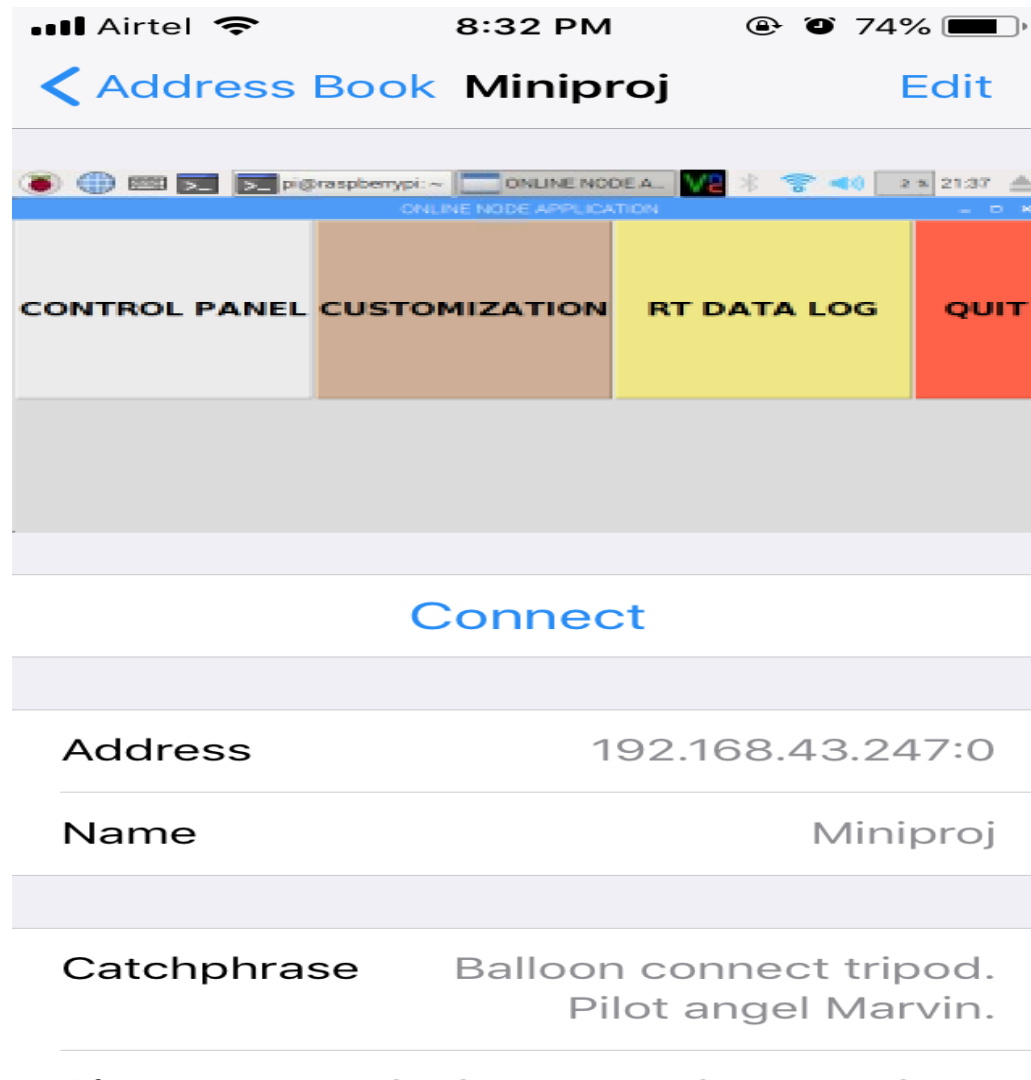 Airtel 8:32 PM 74%
Address Book Miniproj Edit
pi@raspberrypi: ~ ONLINE NODE A... V2 2 % 21:37
ONLINE NODE APPLICATION
CONTROL PANEL CUSTOMIZATION RT DATA LOG QUIT
Connect
Address 192.168.43.247:0
Name Miniproj
Catchphrase Balloon connect tripod.
Pilot angel Marvin.